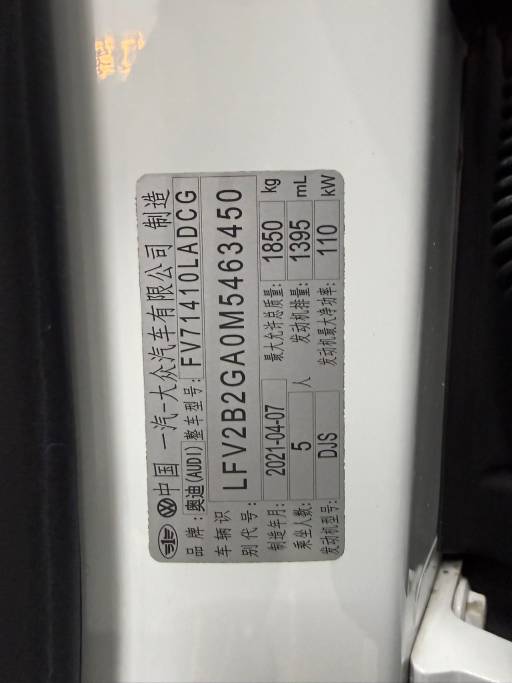 中国 一汽-大众汽车有限公司 制造
品牌:奥迪(AUDI) 整车型号: FV71410LADCG
车辆识别代号: LFV2B2GA0M5463450
制造年月: 2021-04-07 最大允许总质量: 1850 kg
乘坐人数: 5 人 发动机排量: 1395 mL
发动机型号: DJS 发动机最大净功率: 110 kW